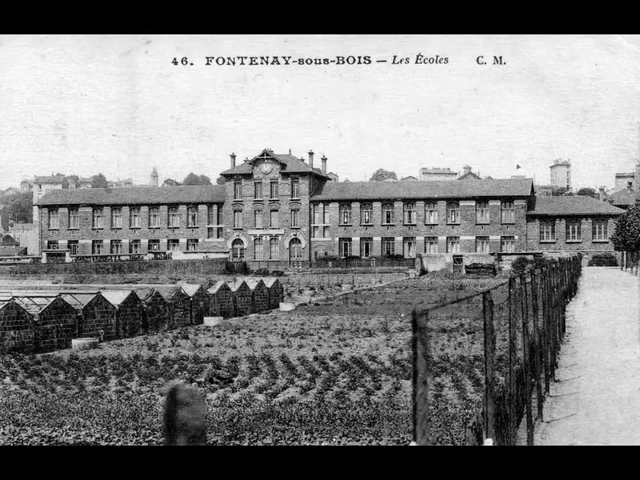 46. FONTENAY-sous-BOIS — Les Écoles C. M.